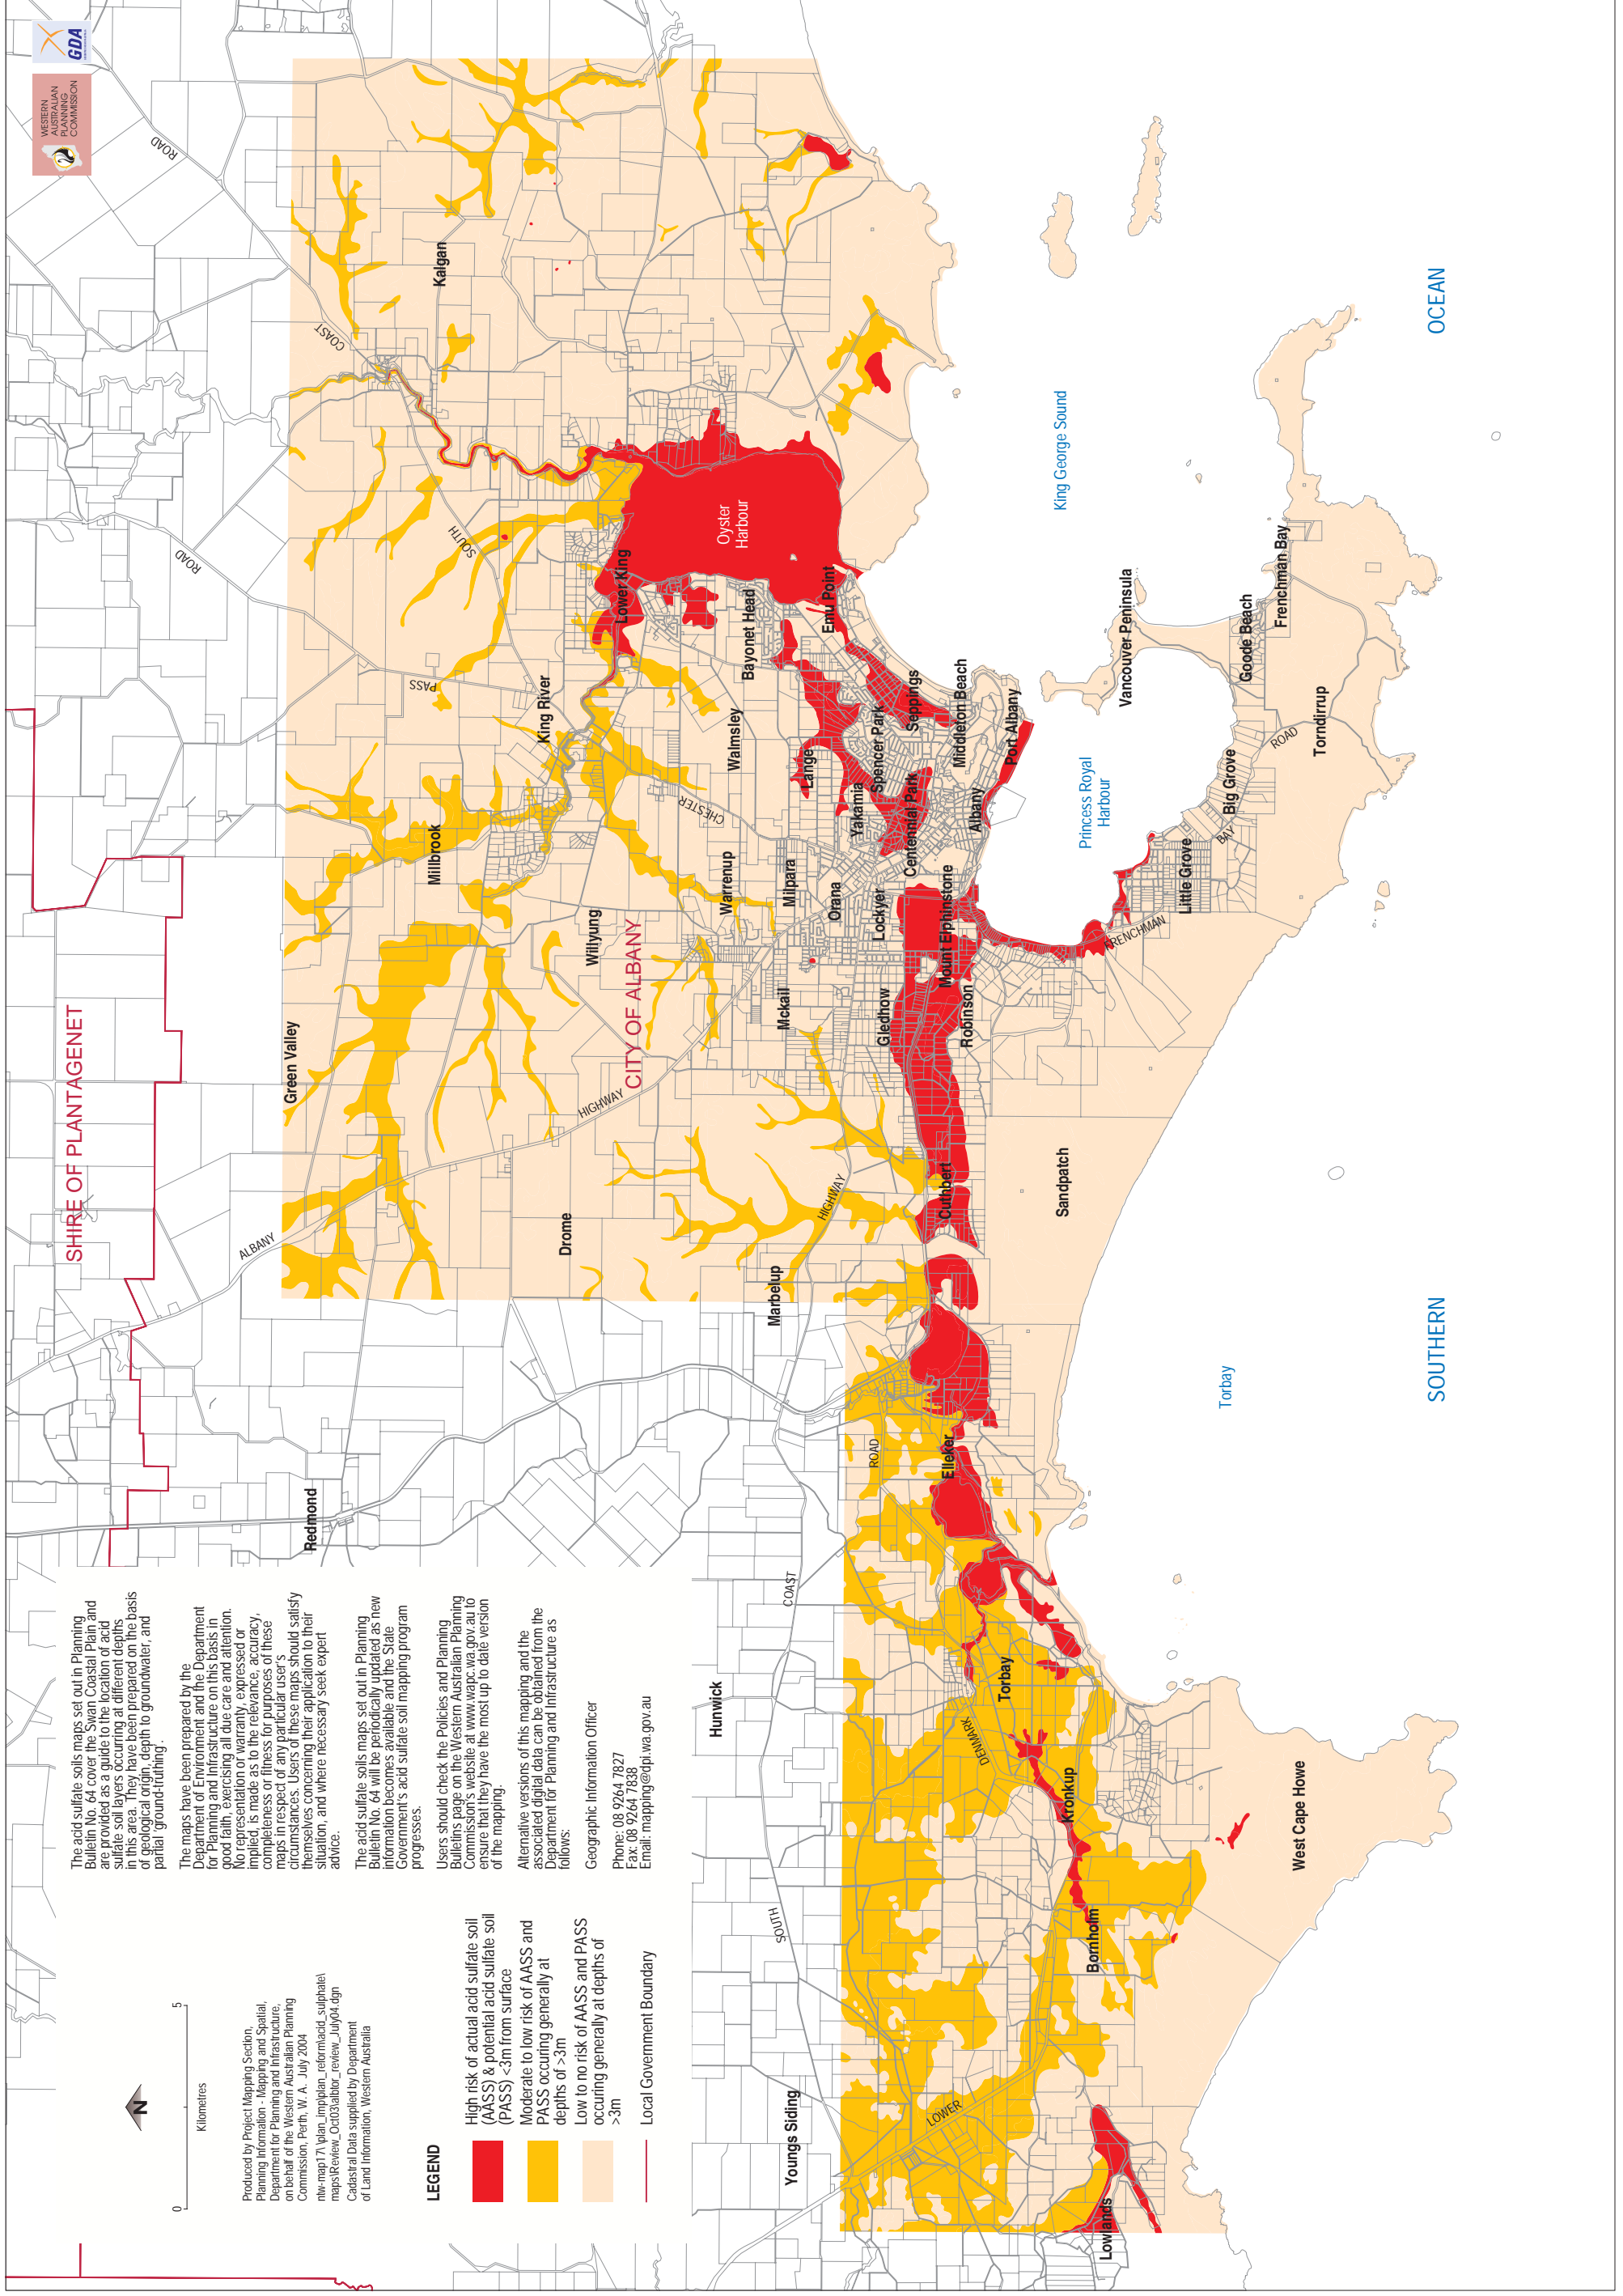 WESTERN
AUSTRALIAN
PLANNING
COMMISSION
GDA
SHIRE OF PLANTAGENET
CITY OF ALBANY
The acid sulfate soils maps set out in Planning
Bulletin No. 64 cover the Swan Coastal Plain and
are provided as a guide to the location of acid
sulfate soil layers occurring at different depths
in this area. They have been prepared on the basis
of geological origin, depth to groundwater, and
partial 'ground-truthing'.
The maps have been prepared by the
Department of Environment and the Department
for Planning and Infrastructure on this basis in
good faith, exercising all due care and attention.
No representation or warranty, expressed or
implied, is made as to the relevance, accuracy,
completeness or fitness for purposes of these
maps in respect of any particular user's
circumstances. Users of these maps should satisfy
themselves concerning their application to their
situation, and where necessary seek expert
advice.
The acid sulfate soils maps set out in Planning
Bulletin No. 64 will be periodically updated as new
information becomes available and the State
Government's acid sulfate soil mapping program
progresses.
Users should check the Policies and Planning
Bulletins page on the Western Australian Planning
Commission's website at www.wapc.wa.gov.au to
ensure that they have the most up to date version
of the mapping.
Alternative versions of this mapping and the
associated digital data can be obtained from the
Department for Planning and Infrastructure as
follows:
Geographic Information Officer
Phone: 08 9264 7827
Fax: 08 9264 7838
Email: mapping@dpi.wa.gov.au
N
0
5
Kilometres
Produced by Project Mapping Section,
Planning Information - Mapping and Spatial,
Department for Planning and Infrastructure,
on behalf of the Western Australian Planning
Commission, Perth, W. A. July 2004
Cadastral Data supplied by Department
of Land Information, Western Australia
LEGEND
High risk of actual acid sulfate soil
(AASS) & potential acid sulfate soil
(PASS) <3m from surface
Moderate to low risk of AASS and
PASS occuring generally at
depths of >3m
Low to no risk of AASS and PASS
occuring generally at depths of
>3m
Local Government Boundary
Redmond
Green Valley
Millbrook
Kalgan
King River
Lower King
Willyung
Drome
Warrenup
Walmsley
Bayonet Head
Oyster
Harbour
Emu Point
Marbelup
Mckail
Milpara
Orana
Lange
Yakamia
Spencer Park
Seppings
Gledhow
Lockyer
Centennial Park
Middleton Beach
Cuthbert
Robinson
Mount Elphinstone
Albany
Port Albany
Sandpatch
Princess Royal
Harbour
King George Sound
Vancouver Peninsula
Little Grove
Big Grove
Goode Beach
Frenchman Bay
Torndirrup
Hunwick
Youngs Siding
Elleker
Torbay
Kronkup
Bornholm
Lowlands
West Cape Howe
Torbay
SOUTHERN
OCEAN
ROAD
COAST
SOUTH
ROAD
PASS
CHESTER
ALBANY
HIGHWAY
HIGHWAY
ROAD
COAST
SOUTH
DENMARK
LOWER
FRENCHMAN
BAY
ROAD